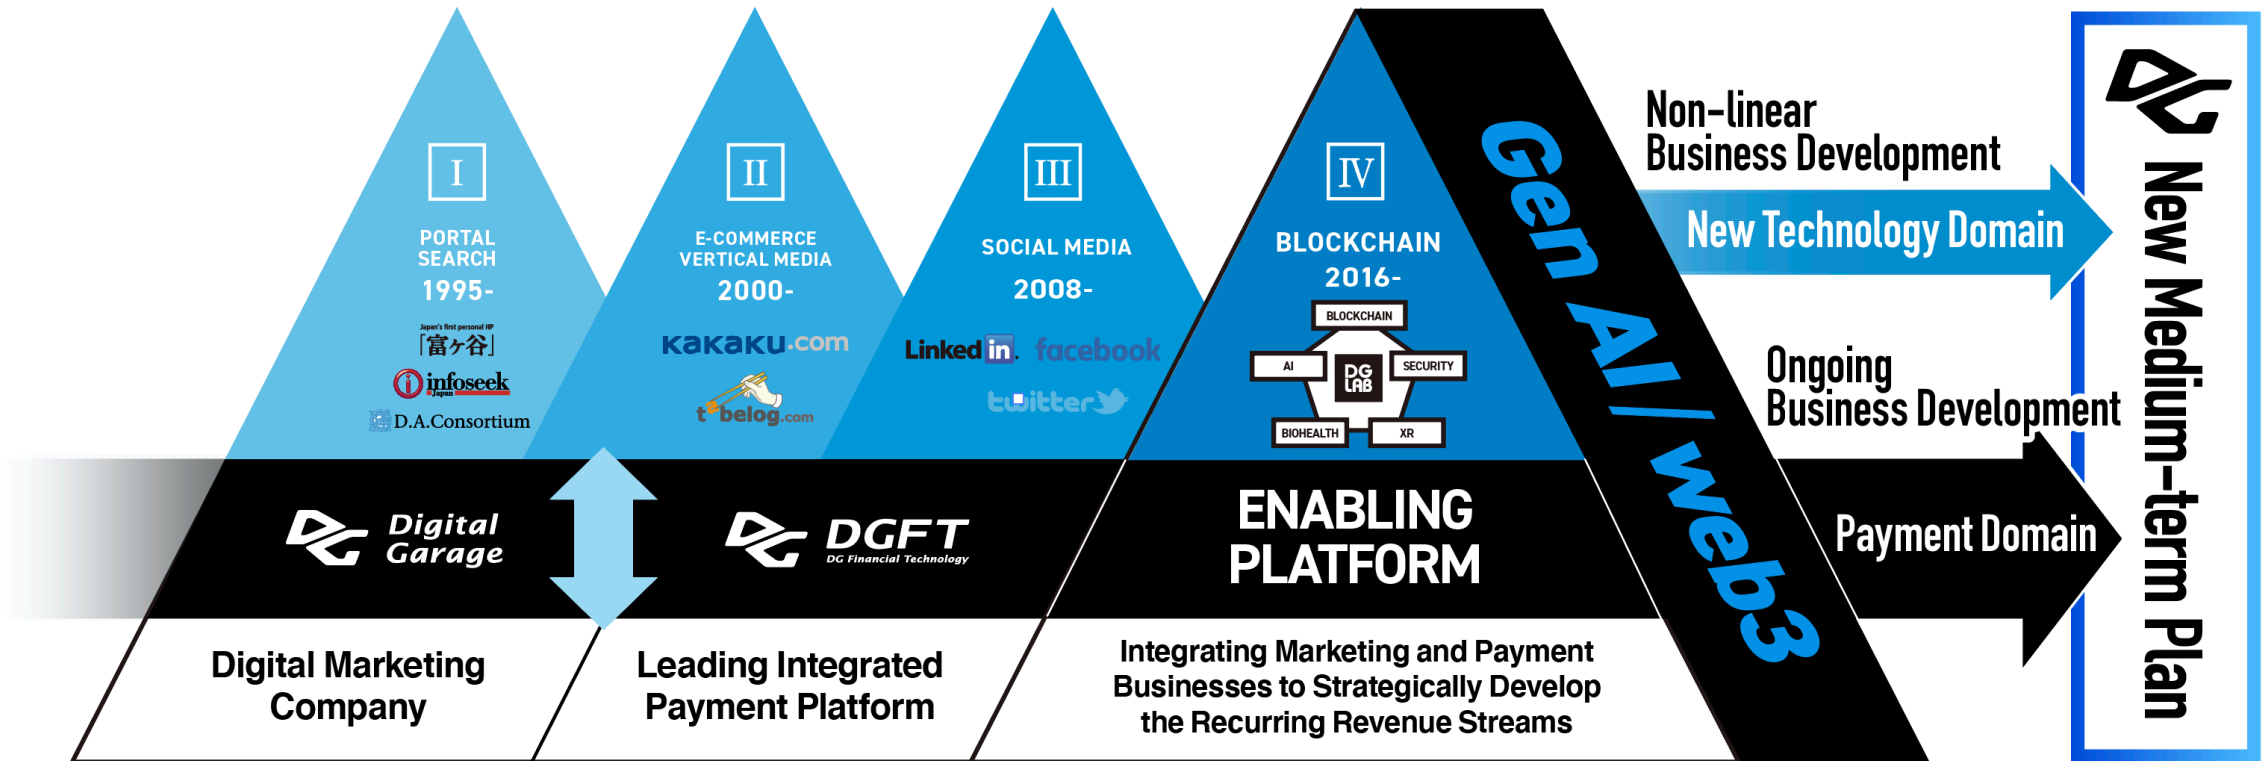 I
PORTAL
SEARCH
1995-
Japan's first personal HP
「富ヶ谷」
infoseek
Japan
D.A.Consortium
II
E-COMMERCE
VERTICAL MEDIA
2000-
KaKaKU.com
tabelog.com
III
SOCIAL MEDIA
2008-
Linked in.
facebook
twitter
IV
BLOCKCHAIN
2016-
BLOCKCHAIN
AI
SECURITY
DG
LAB
BIOHEALTH
XR
Gen AI / web3
Non-linear
Business Development
New Technology Domain
Ongoing
Business Development
Payment Domain
DG New Medium-term Plan
DG Digital
Garage
DG DGFT
DG Financial Technology
ENABLING
PLATFORM
Digital Marketing
Company
Leading Integrated
Payment Platform
Integrating Marketing and Payment
Businesses to Strategically Develop
the Recurring Revenue Streams